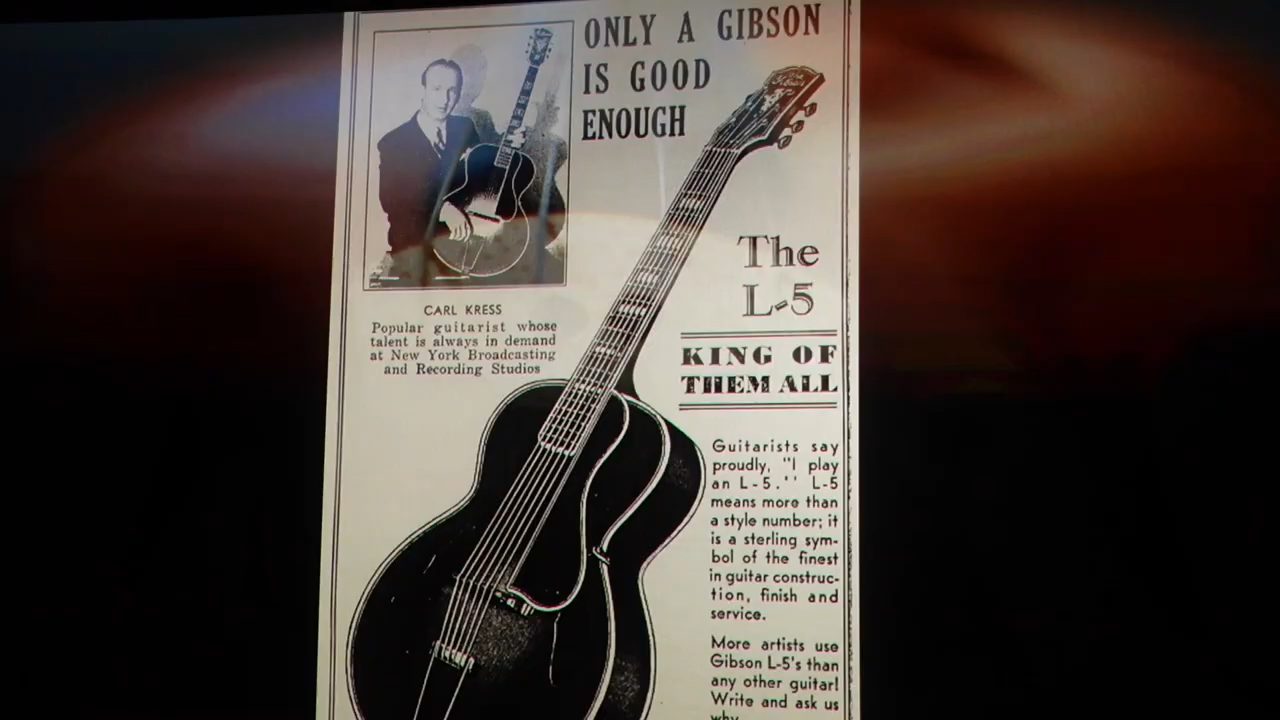 ONLY A GIBSON
IS GOOD
ENOUGH
CARL KRESS
Popular guitarist whose
talent is always in demand
at New York Broadcasting
and Recording Studios
The
L-5
KING OF
THEM ALL
Guitarists say
proudly, "I play
an L-5." L-5
means more than
a style number; it
is a sterling sym-
bol of the finest
in guitar construc-
tion, finish and
service.
More artists use
Gibson L-5's than
any other guitar!
Write and ask us
why